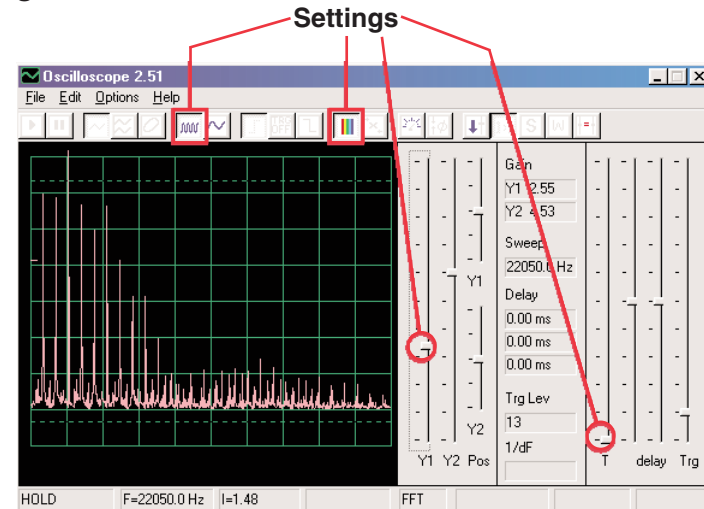 Settings
Oscilloscope 2.51
File Edit Options Help
Gain
Y1 2.55
Y2 4.53
Sweep
22050.0 Hz
Delay
0.00 ms
0.00 ms
0.00 ms
Trg Lev
13
1/dF
Y1
Y2
Y1 Y2 Pos
T delay Trg
HOLD F=22050.0 Hz I=1.48 FFT